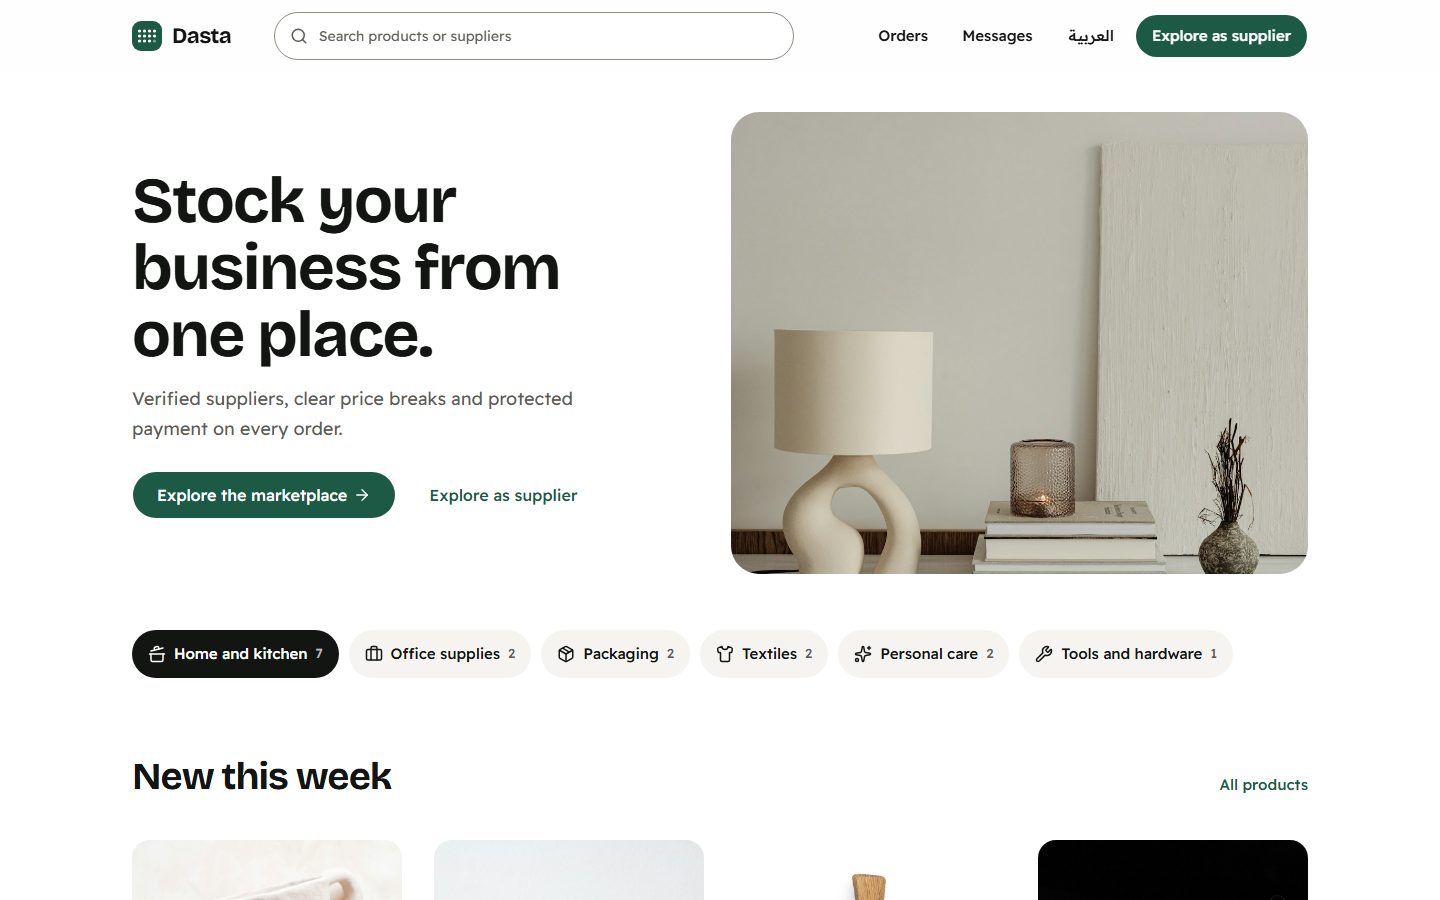 Dasta
Search products or suppliers
Orders
Messages
العربية
Explore as supplier
Stock your
business from
one place.
Verified suppliers, clear price breaks and protected
payment on every order.
Explore the marketplace →
Explore as supplier
Home and kitchen 7
Office supplies 2
Packaging 2
Textiles 2
Personal care 2
Tools and hardware 1
New this week
All products